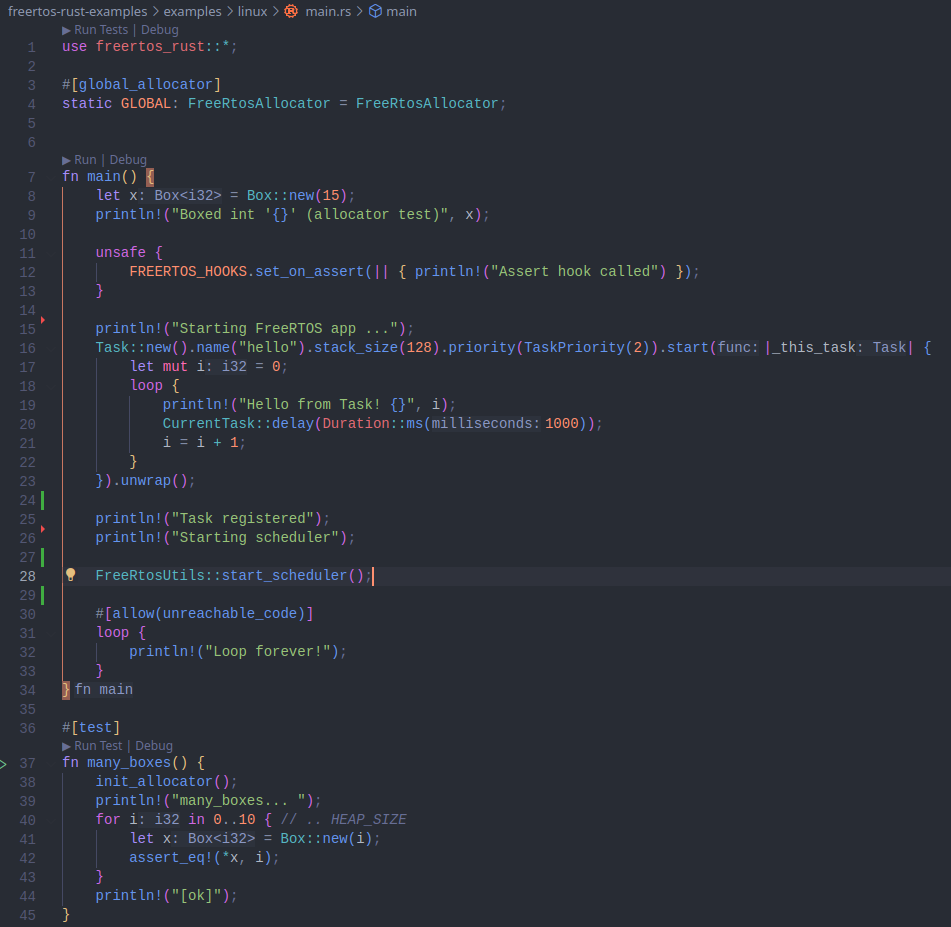 freertos-rust-examples > examples > linux > main.rs > main
▶ Run Tests | Debug
1 use freertos_rust::*;
2
3 #[global_allocator]
4 static GLOBAL: FreeRtosAllocator = FreeRtosAllocator;
5
6
▶ Run | Debug
7 fn main() {
8     let x: Box<i32> = Box::new(15);
9     println!("Boxed int '{}' (allocator test)", x);
10
11     unsafe {
12         FREERTOS_HOOKS.set_on_assert(|| { println!("Assert hook called") });
13     }
14
15     println!("Starting FreeRTOS app ...");
16     Task::new().name("hello").stack_size(128).priority(TaskPriority(2)).start(func: |_this_task: Task| {
17         let mut i: i32 = 0;
18         loop {
19             println!("Hello from Task! {}", i);
20             CurrentTask::delay(Duration::ms(milliseconds: 1000));
21             i = i + 1;
22         }
23     }).unwrap();
24
25     println!("Task registered");
26     println!("Starting scheduler");
27
28     FreeRtosUtils::start_scheduler();
29
30     #[allow(unreachable_code)]
31     loop {
32         println!("Loop forever!");
33     }
34 } fn main
35
36 #[test]
▶ Run Test | Debug
37 fn many_boxes() {
38     init_allocator();
39     println!("many_boxes... ");
40     for i: i32 in 0..10 { // .. HEAP_SIZE
41         let x: Box<i32> = Box::new(i);
42         assert_eq!(*x, i);
43     }
44     println!("[ok]");
45 }